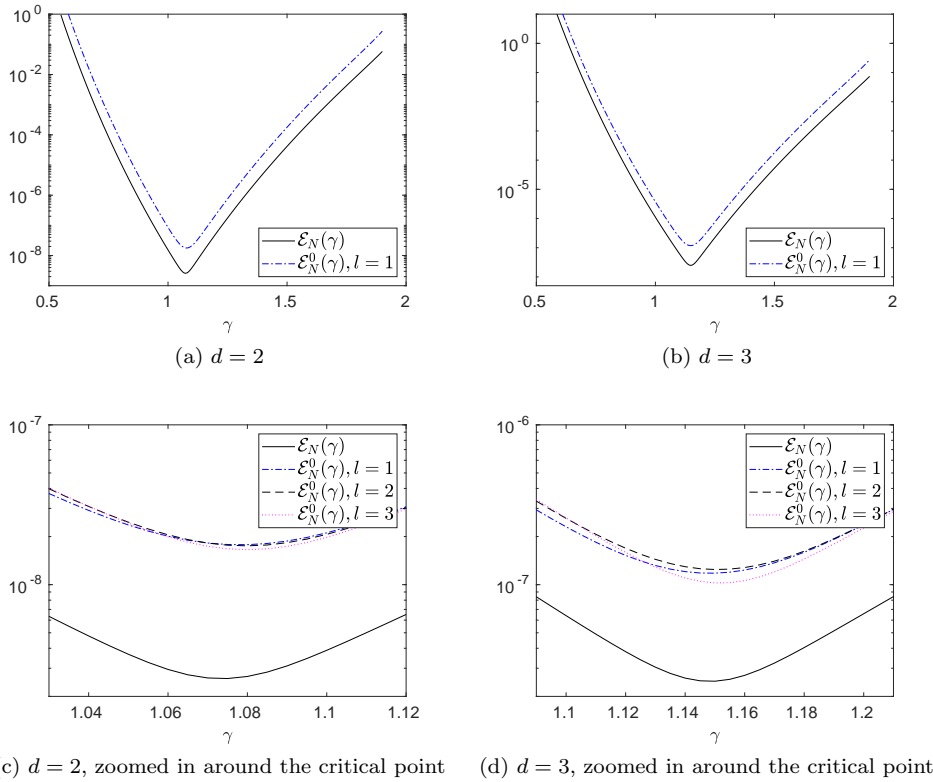 10^0
10^-2
10^-4
10^-6
10^-8
0.5 1 1.5 2
γ
ℰ_N(γ)
ℰ_N^0(γ), l = 1
(a) d = 2
10^0
10^-5
0.5 1 1.5 2
γ
ℰ_N(γ)
ℰ_N^0(γ), l = 1
(b) d = 3
10^-7
10^-8
1.04 1.06 1.08 1.1 1.12
γ
ℰ_N(γ)
ℰ_N^0(γ), l = 1
ℰ_N^0(γ), l = 2
ℰ_N^0(γ), l = 3
c) d = 2, zoomed in around the critical point
10^-6
10^-7
1.1 1.12 1.14 1.16 1.18 1.2
γ
ℰ_N(γ)
ℰ_N^0(γ), l = 1
ℰ_N^0(γ), l = 2
ℰ_N^0(γ), l = 3
(d) d = 3, zoomed in around the critical point